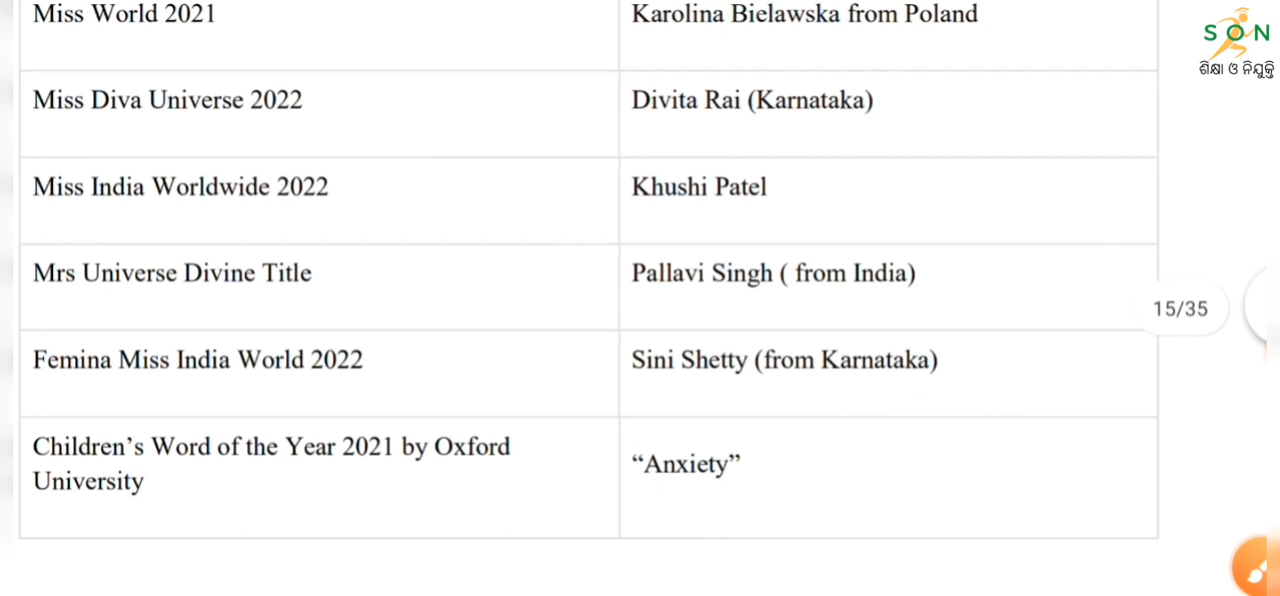 Miss World 2021 Karolina Bielawska from Poland
S O N
ଶିକ୍ଷା ଓ ନିଯୁକ୍ତି
Miss Diva Universe 2022 Divita Rai (Karnataka)
Miss India Worldwide 2022 Khushi Patel
Mrs Universe Divine Title Pallavi Singh ( from India)
15/35
Femina Miss India World 2022 Sini Shetty (from Karnataka)
Children’s Word of the Year 2021 by Oxford
University
“Anxiety”